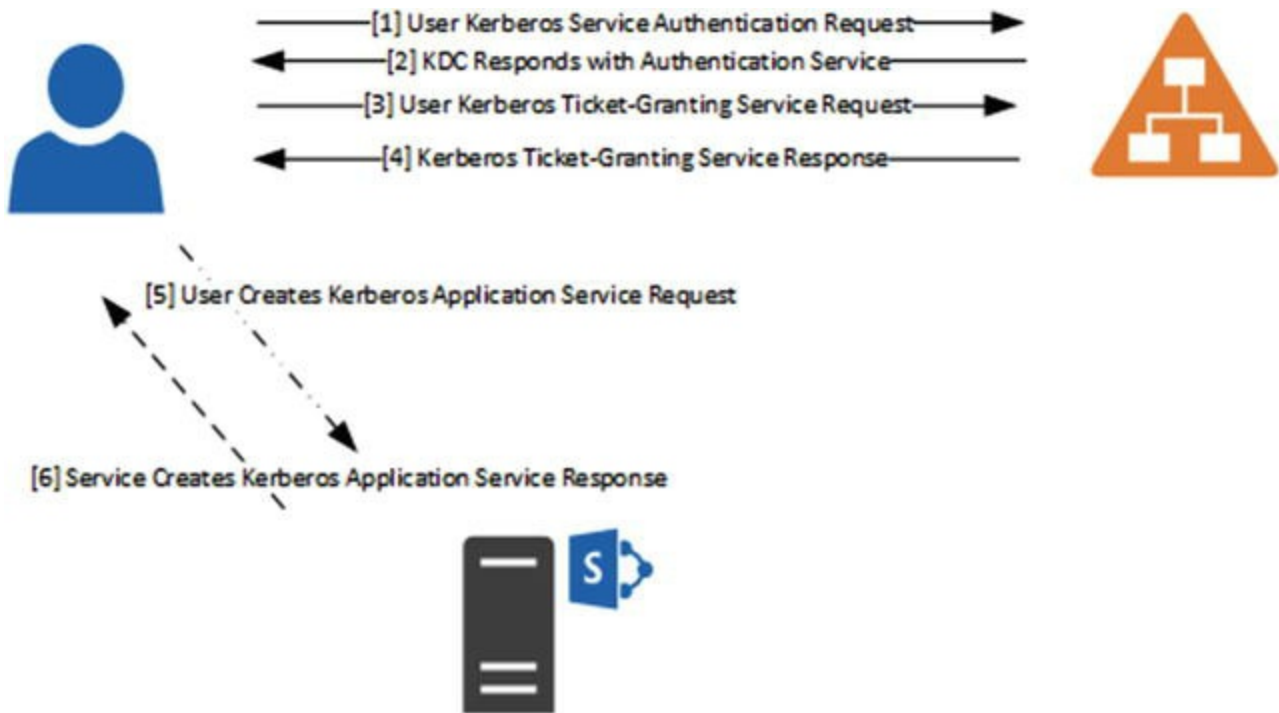 [1] User Kerberos Service Authentication Request
[2] KDC Responds with Authentication Service
[3] User Kerberos Ticket-Granting Service Request
[4] Kerberos Ticket-Granting Service Response
[5] User Creates Kerberos Application Service Request
[6] Service Creates Kerberos Application Service Response
S